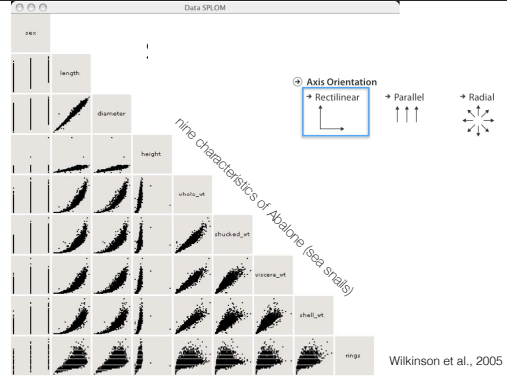 Data SPLOM
sex
length
diameter
height
whole_wt
shucked_wt
viscera_wt
shell_wt
rings
nine characteristics of Abalone (sea snails)
Axis Orientation
Rectilinear
Parallel
Radial
Wilkinson et al., 2005